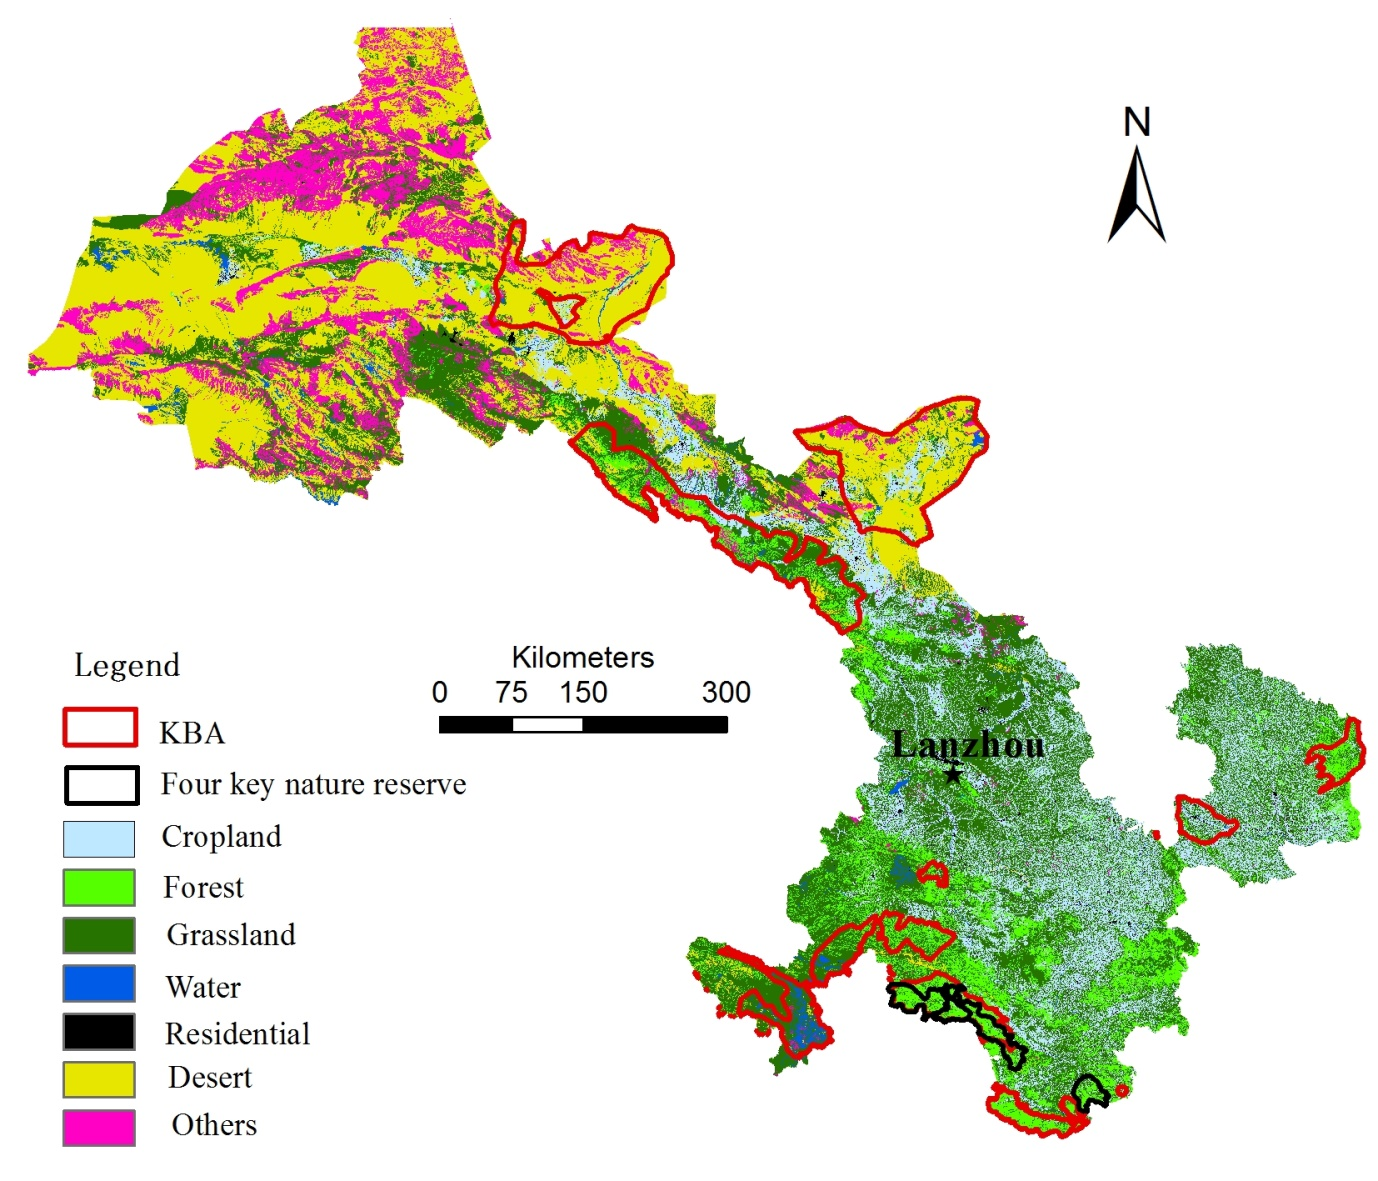 N
Kilometers
0 75 150 300
Lanzhou
Legend
KBA
Four key nature reserve
Cropland
Forest
Grassland
Water
Residential
Desert
Others